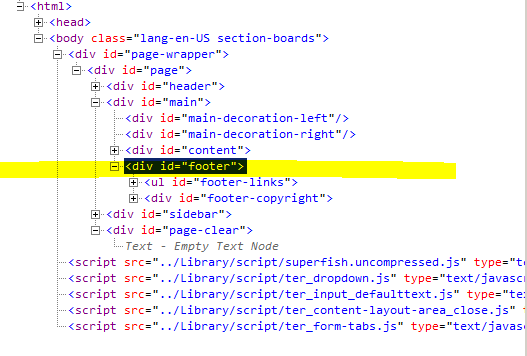 <html>
<head>
<body class="lang-en-US section-boards">
<div id="page-wrapper">
<div id="page">
<div id="header">
<div id="main">
<div id="main-decoration-left"/>
<div id="main-decoration-right"/>
<div id="content">
<div id="footer">
<ul id="footer-links">
<div id="footer-copyright">
<div id="sidebar">
<div id="page-clear">
Text - Empty Text Node
<script src="../Library/script/superfish.uncompressed.js" type="te
<script src="../Library/script/ter_dropdown.js" type="text/javascr
<script src="../Library/script/ter_input_defaulttext.js" type="tex
<script src="../Library/script/ter_content-layout-area_close.js" t
<script src="../Library/script/ter_form-tabs.js" type="text/javasc